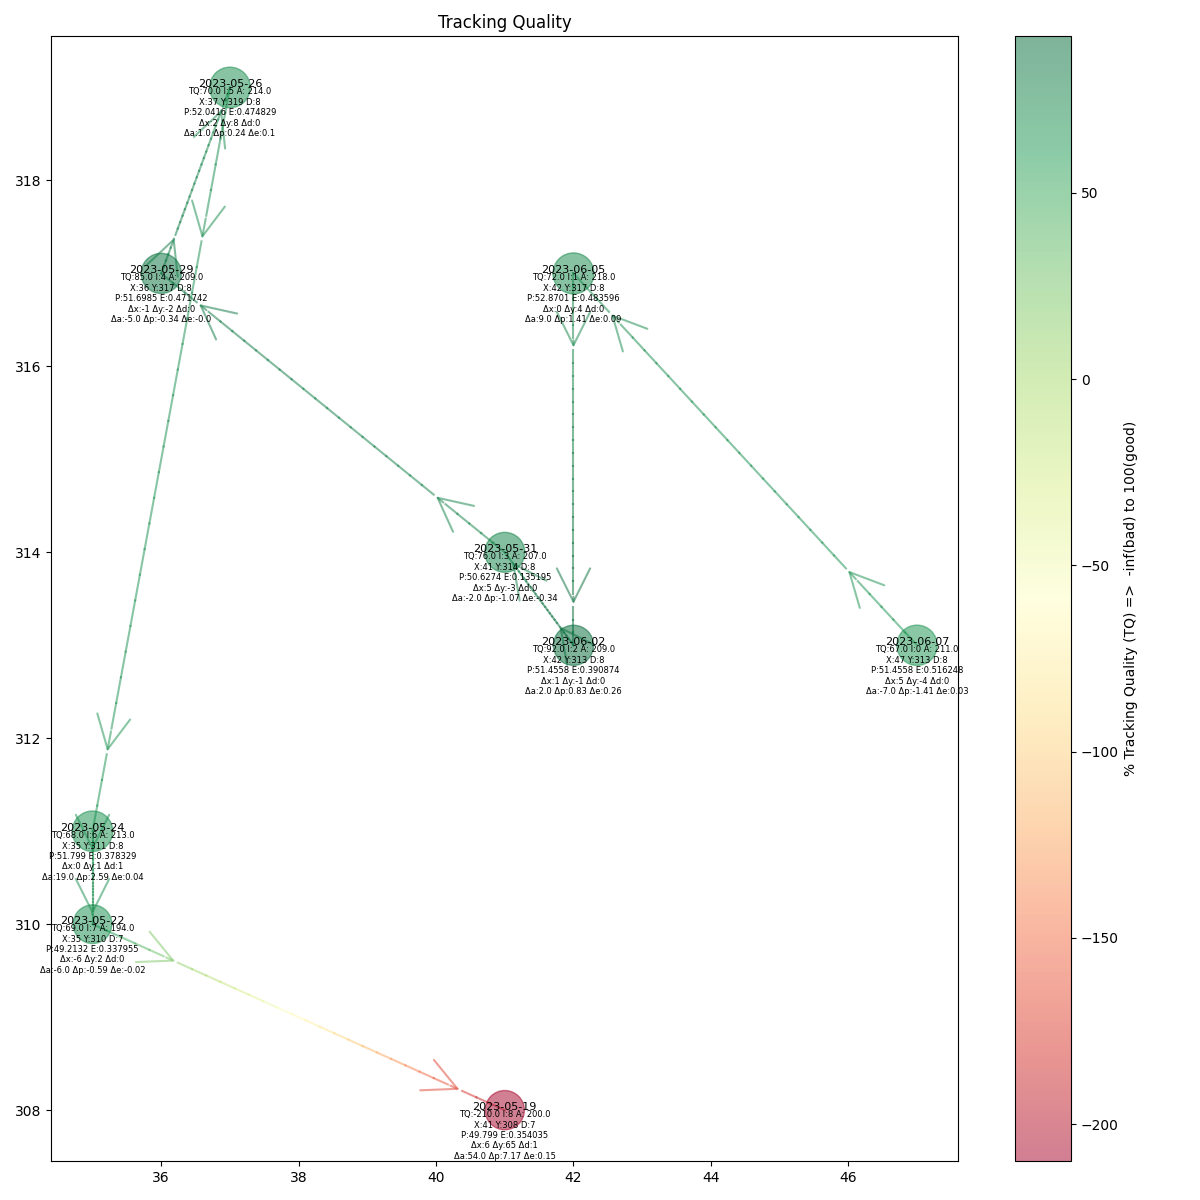 Tracking Quality
2023-05-26
TQ:70.0 I:5 A: 214.0
X:37 Y:319 D:8
P:52.0416 E:0.474829
Δx:2 Δy:8 Δd:0
Δa:1.0 Δp:0.24 Δe:0.1
2023-05-29
TQ:85.0 I:4 A: 209.0
X:36 Y:317 D:8
P:51.6985 E:0.471742
Δx:-1 Δy:-2 Δd:0
Δa:-5.0 Δp:-0.34 Δe:-0.0
2023-06-05
TQ:72.0 I:1 A: 218.0
X:42 Y:317 D:8
P:52.8701 E:0.483596
Δx:0 Δy:4 Δd:0
Δa:9.0 Δp:1.41 Δe:0.09
2023-05-31
TQ:76.0 I:3 A: 207.0
X:41 Y:314 D:8
P:50.6274 E:0.135195
Δx:5 Δy:-3 Δd:0
Δa:-2.0 Δp:-1.07 Δe:-0.34
2023-06-02
TQ:92.0 I:2 A: 209.0
X:42 Y:313 D:8
P:51.4558 E:0.390874
Δx:1 Δy:-1 Δd:0
Δa:2.0 Δp:0.83 Δe:0.26
2023-06-07
TQ:67.0 I:0 A: 211.0
X:47 Y:313 D:8
P:51.4558 E:0.516248
Δx:5 Δy:-4 Δd:0
Δa:-7.0 Δp:-1.41 Δe:0.03
2023-05-24
TQ:68.0 I:6 A: 213.0
X:35 Y:311 D:8
P:51.799 E:0.378329
Δx:0 Δy:1 Δd:1
Δa:19.0 Δp:2.59 Δe:0.04
2023-05-22
TQ:69.0 I:7 A: 194.0
X:35 Y:310 D:7
P:49.2132 E:0.337955
Δx:-6 Δy:2 Δd:0
Δa:-6.0 Δp:-0.59 Δe:-0.02
2023-05-19
TQ:-210.0 I:8 A: 200.0
X:41 Y:308 D:7
P:49.799 E:0.354035
Δx:6 Δy:65 Δd:1
Δa:54.0 Δp:7.17 Δe:0.15
318
316
314
312
310
308
36
38
40
42
44
46
50
0
−50
−100
−150
−200
% Tracking Quality (TQ) => -inf(bad) to 100(good)